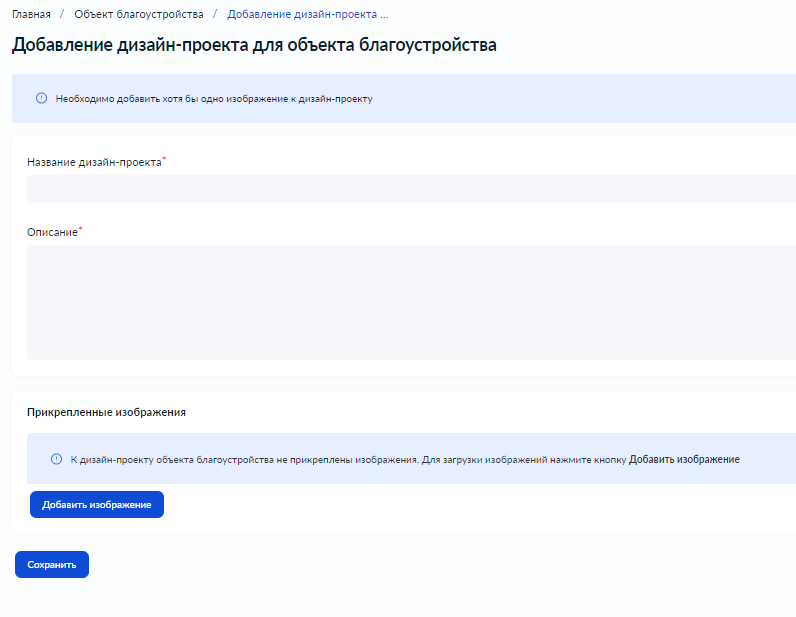 Главная / Объект благоустройства / Добавление дизайн-проекта ...
Добавление дизайн-проекта для объекта благоустройства
Необходимо добавить хотя бы одно изображение к дизайн-проекту
Название дизайн-проекта*
Описание*
Прикрепленные изображения
К дизайн-проекту объекта благоустройства не прикреплены изображения. Для загрузки изображений нажмите кнопку Добавить изображение
Добавить изображение
Сохранить